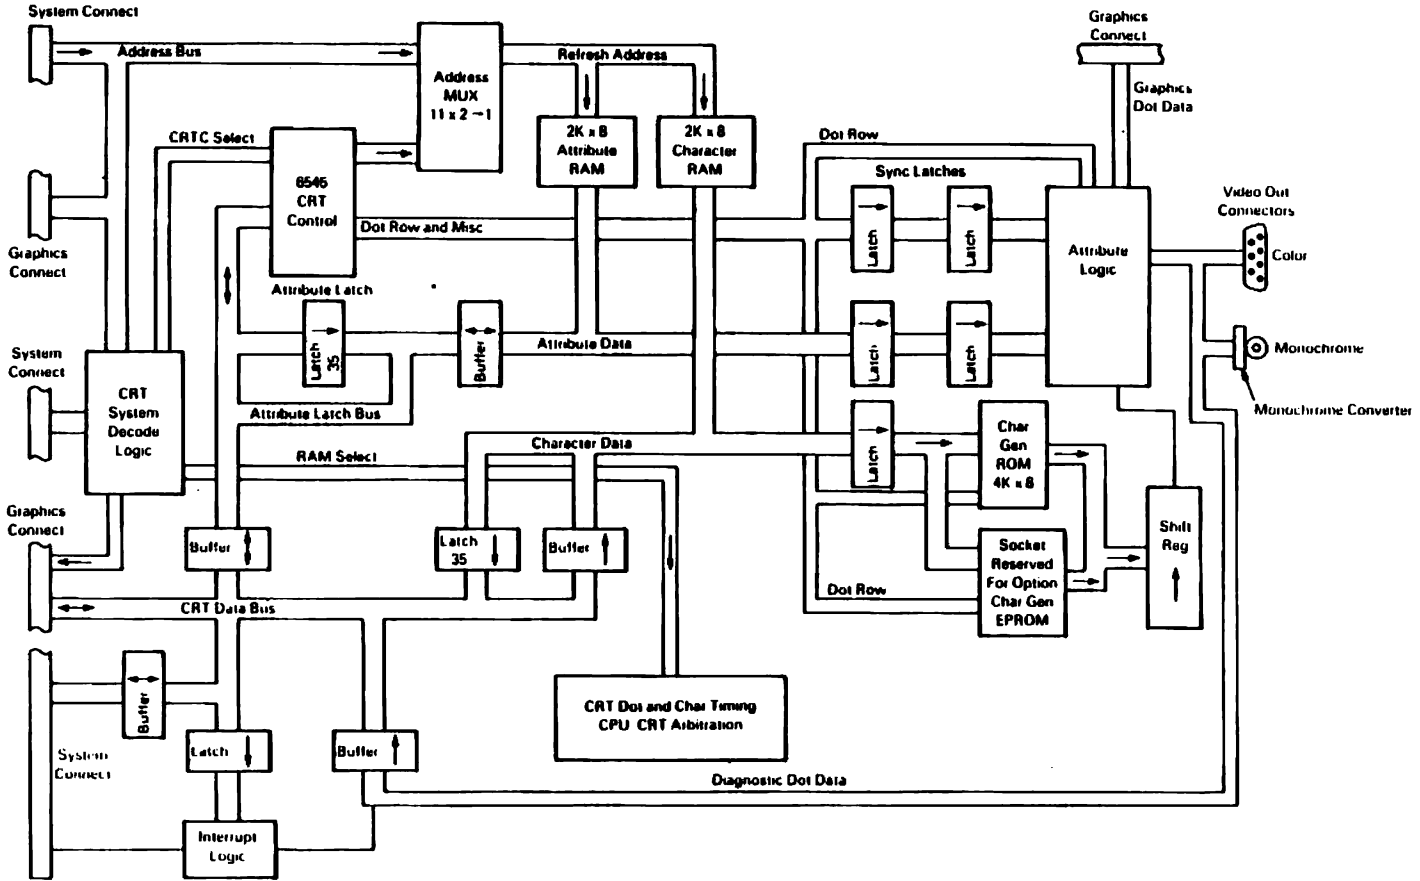 System Connect
Address Bus
Address
MUX
11 x 2 → 1
Refresh Address
Graphics
Connect
Graphics
Dot Data
CRTC Select
6545
CRT
Control
2K x 8
Attribute
RAM
2K x 8
Character
RAM
Dot Row
Sync Latches
Latch
Latch
Attribute
Logic
Video Out
Connectors
Color
Graphics
Connect
Dot Row and Misc
Attribute Latch
Latch
35
Buffer
Attribute Data
Latch
Latch
Monochrome
Monochrome Converter
System
Connect
CRT
System
Decode
Logic
Attribute Latch Bus
RAM Select
Character Data
Latch
Char
Gen
ROM
4K x 8
Graphics
Connect
Buffer
Latch
35
Buffer
Socket
Reserved
For Option
Char Gen
EPROM
Shift
Reg
Dot Row
CRT Data Bus
Buffer
System
Connect
Latch
Buffer
CRT Dot and Char Timing
CPU CRT Arbitration
Diagnostic Dot Data
Interrupt
Logic